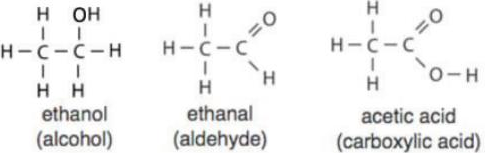 H OH
H-C-C-H
H H
ethanol
(alcohol)
H
O
H-C-C
H
H
ethanal
(aldehyde)
H
O
H-C-C
H
O-H
acetic acid
(carboxylic acid)